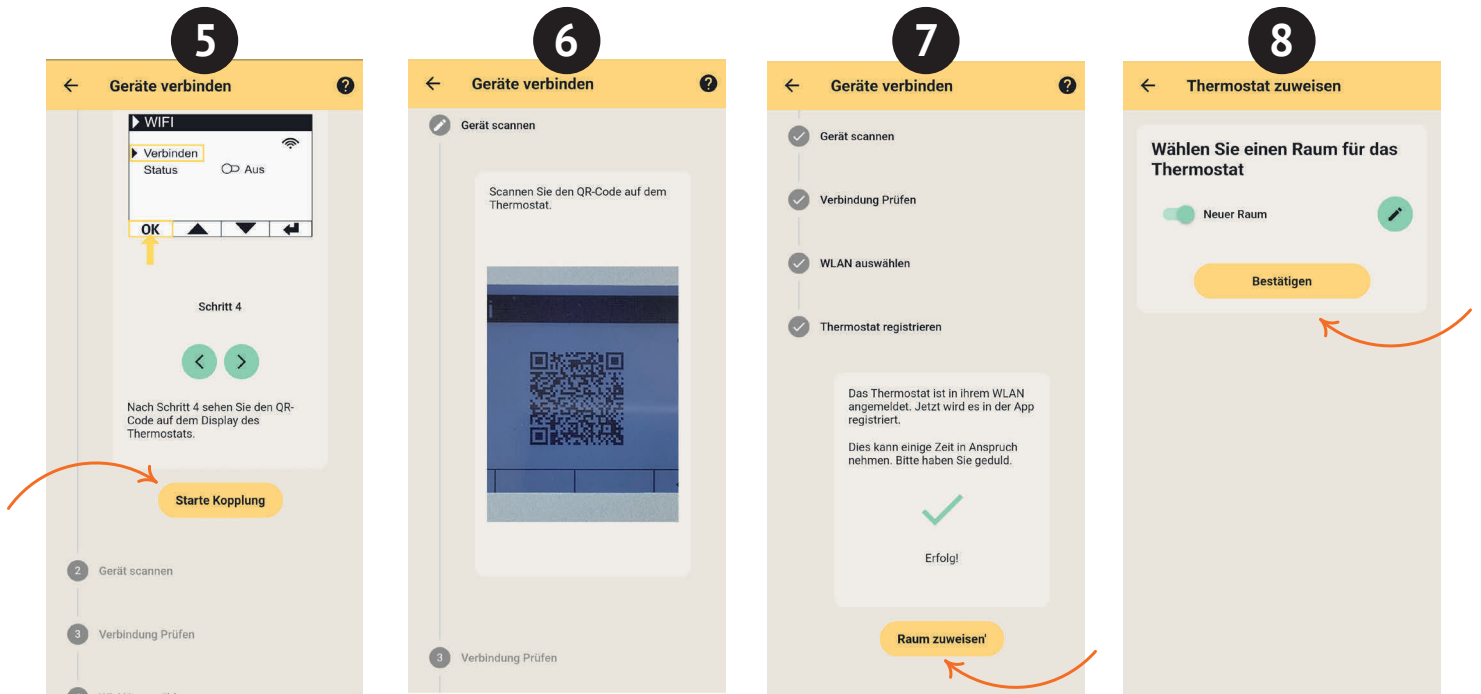 5
Geräte verbinden
?
WIFI
Verbinden
Status Aus
OK
Schritt 4
Nach Schritt 4 sehen Sie den QR-
Code auf dem Display des
Thermostats.
Starte Kopplung
2 Gerät scannen
3 Verbindung Prüfen
6
Geräte verbinden
?
Gerät scannen
Scannen Sie den QR-Code auf dem
Thermostat.
i
3 Verbindung Prüfen
7
Geräte verbinden
?
Gerät scannen
Verbindung Prüfen
WLAN auswählen
Thermostat registrieren
Das Thermostat ist in ihrem WLAN
angemeldet. Jetzt wird es in der App
registriert.
Dies kann einige Zeit in Anspruch
nehmen. Bitte haben Sie geduld.
Erfolg!
Raum zuweisen'
8
Thermostat zuweisen
Wählen Sie einen Raum für das
Thermostat
Neuer Raum
Bestätigen